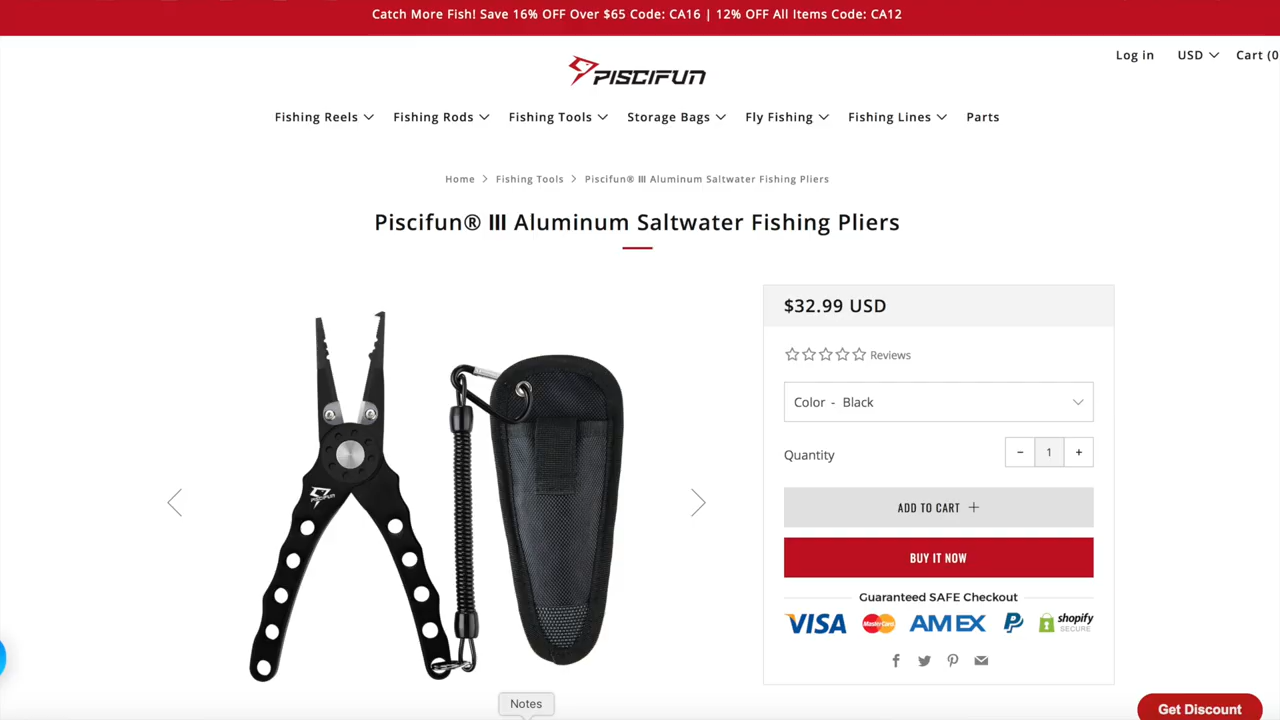 Catch More Fish! Save 16% OFF Over $65 Code: CA16 | 12% OFF All Items Code: CA12
Log in USD Cart (0
PISCIFUN
Fishing Reels Fishing Rods Fishing Tools Storage Bags Fly Fishing Fishing Lines Parts
Home > Fishing Tools > Piscifun® III Aluminum Saltwater Fishing Pliers
Piscifun® III Aluminum Saltwater Fishing Pliers
$32.99 USD
Reviews
Color - Black
Quantity - 1 +
ADD TO CART +
BUY IT NOW
Guaranteed SAFE Checkout
VISA MasterCard AMEX P shopify
SECURE
PISCIFUN
Notes
Get Discount